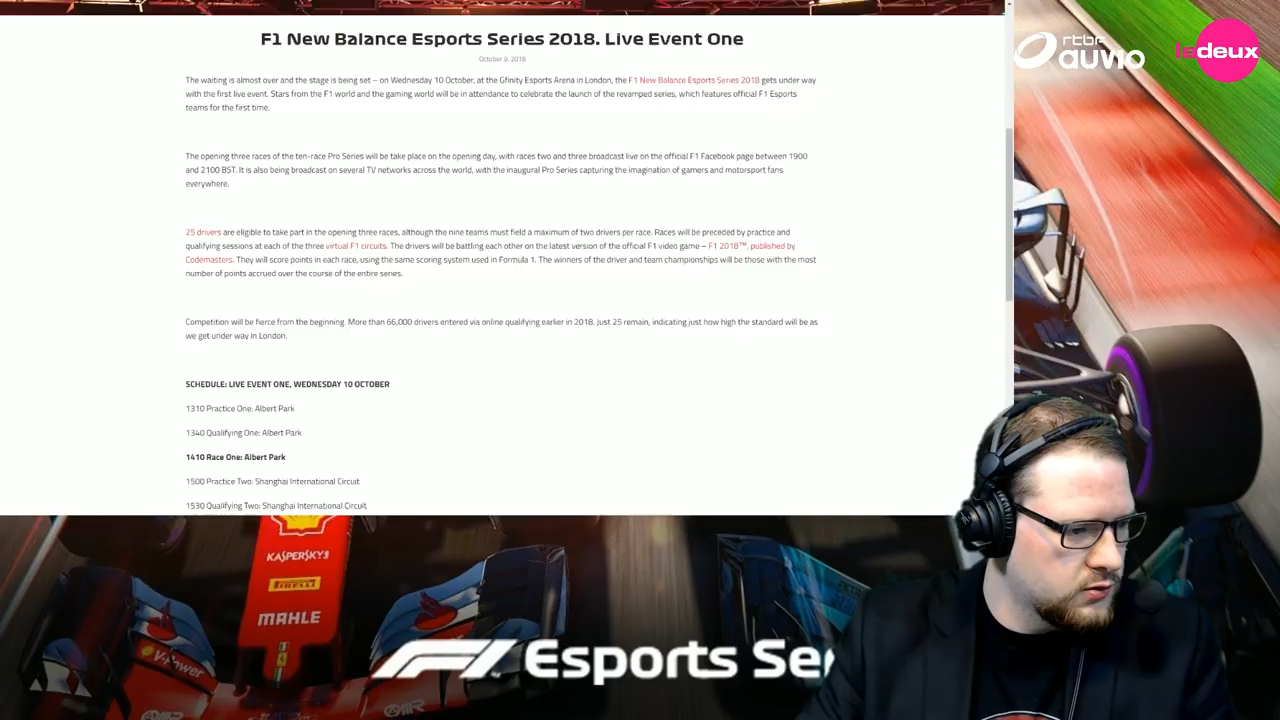 F1 New Balance Esports Series 2018. Live Event One
October 9, 2018
The waiting is almost over and the stage is being set – on Wednesday 10 October, at the Gfinity Esports Arena in London, the F1 New Balance Esports Series 2018 gets under way
with the first live event. Stars from the F1 world and the gaming world will be in attendance to celebrate the launch of the revamped series, which features official F1 Esports
teams for the first time.
The opening three races of the ten-race Pro Series will be take place on the opening day, with races two and three broadcast live on the official F1 Facebook page between 1900
and 2100 BST. It is also being broadcast on several TV networks across the world, with the inaugural Pro Series capturing the imagination of gamers and motorsport fans
everywhere.
25 drivers are eligible to take part in the opening three races, although the nine teams must field a maximum of two drivers per race. Races will be preceded by practice and
qualifying sessions at each of the three virtual F1 circuits. The drivers will be battling each other on the latest version of the official F1 video game – F1 2018™, published by
Codemasters. They will score points in each race, using the same scoring system used in Formula 1. The winners of the driver and team championships will be those with the most
number of points accrued over the course of the entire series.
Competition will be fierce from the beginning. More than 66,000 drivers entered via online qualifying earlier in 2018. Just 25 remain, indicating just how high the standard will be as
we get under way in London.
SCHEDULE: LIVE EVENT ONE, WEDNESDAY 10 OCTOBER
1310 Practice One: Albert Park
1340 Qualifying One: Albert Park
1410 Race One: Albert Park
1500 Practice Two: Shanghai International Circuit
1530 Qualifying Two: Shanghai International Circuit
rtbf
auvio
ladeux
KASPERSKY
PIRELLI
MAHLE
V-Power
F1 Esports Se